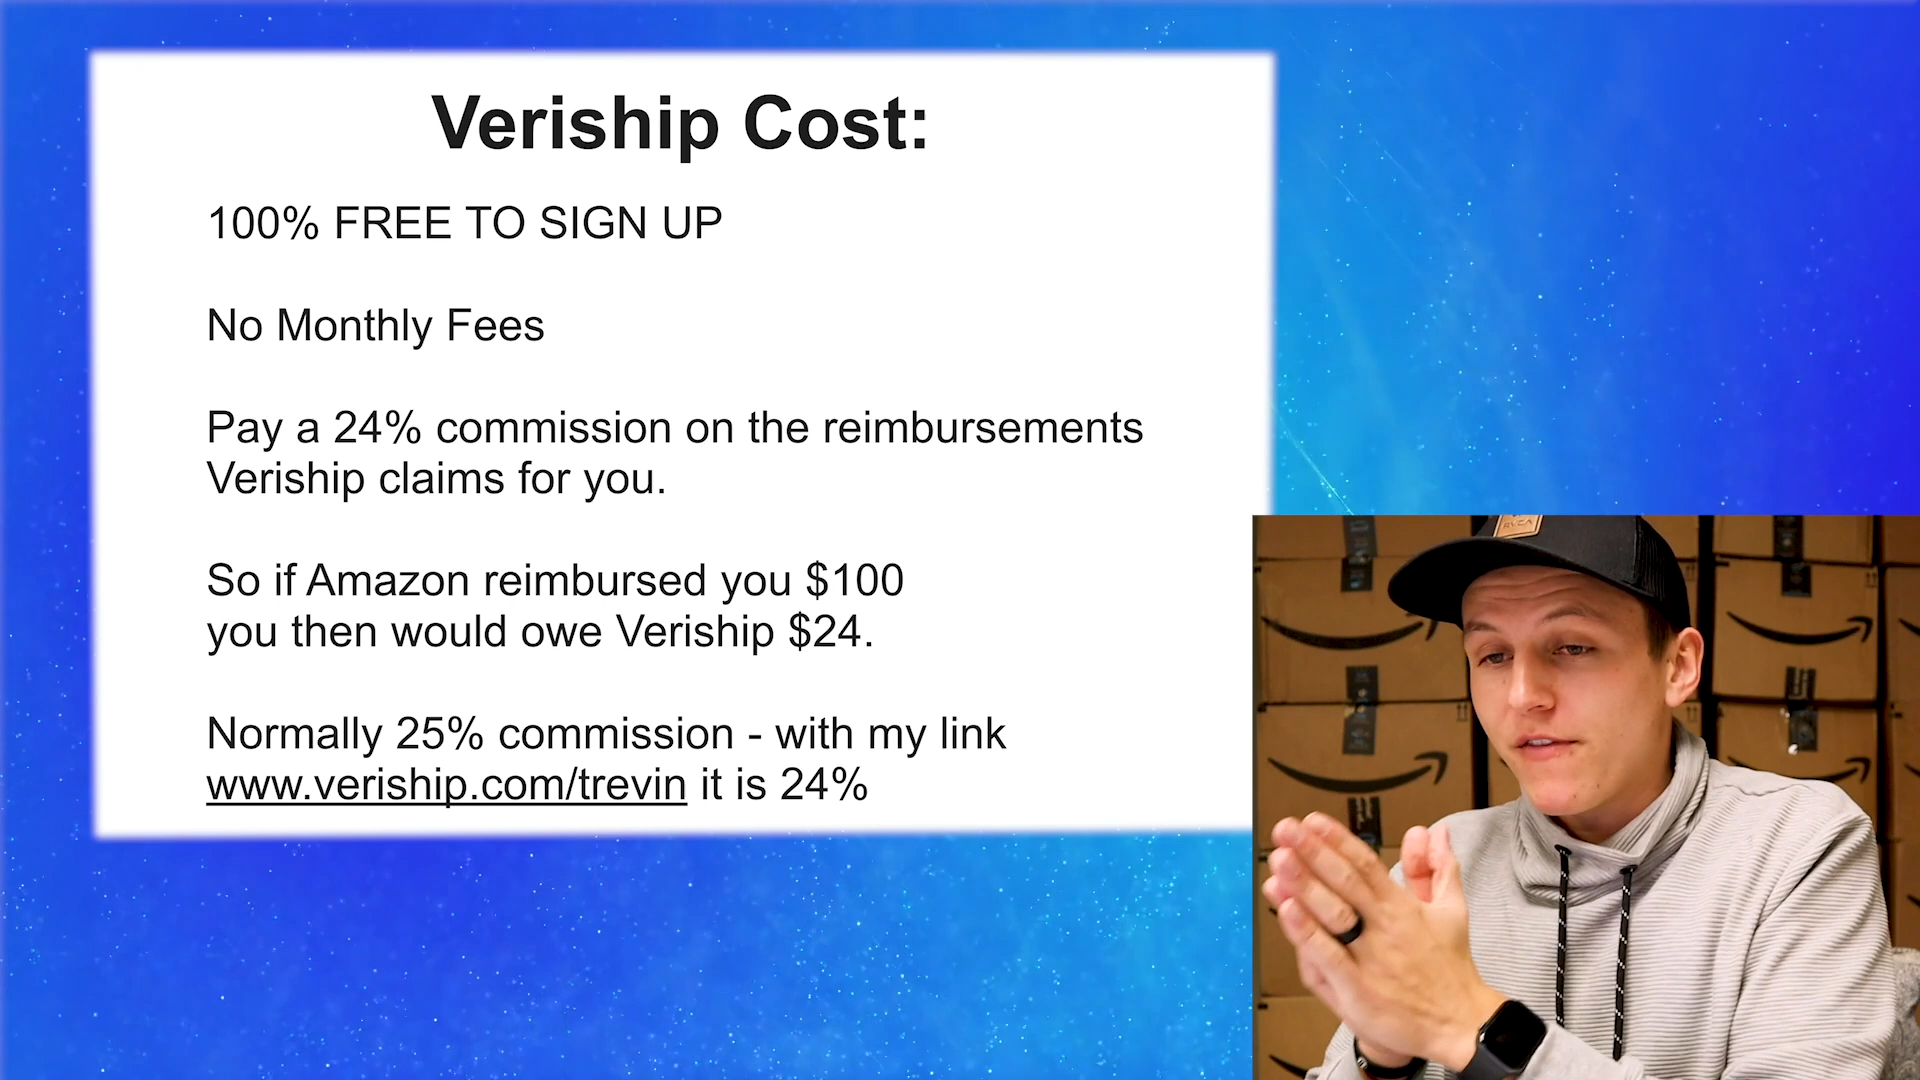 Veriship Cost:
100% FREE TO SIGN UP
No Monthly Fees
Pay a 24% commission on the reimbursements
Veriship claims for you.
So if Amazon reimbursed you $100
you then would owe Veriship $24.
Normally 25% commission - with my link
www.veriship.com/trevin it is 24%
RVCA